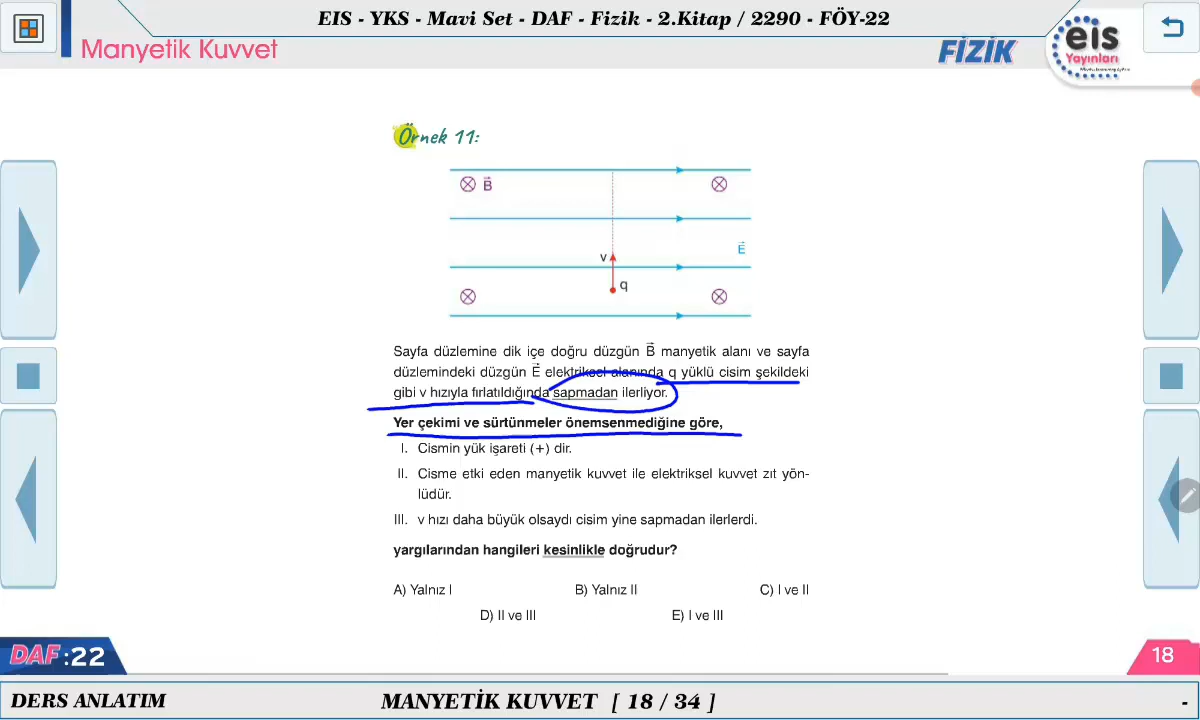 EIS - YKS - Mavi Set - DAF - Fizik - 2.Kitap / 2290 - FÖY-22
Manyetik Kuvvet
FİZİK
eis
Yayınları
Örnek 11:
B
E
v
q
Sayfa düzlemine dik içe doğru düzgün B manyetik alanı ve sayfa
düzlemindeki düzgün E elektriksel alanında q yüklü cisim şekildeki
gibi v hızıyla fırlatıldığında sapmadan ilerliyor.
Yer çekimi ve sürtünmeler önemsenmediğine göre,
I. Cismin yük işareti (+) dir.
II. Cisme etki eden manyetik kuvvet ile elektriksel kuvvet zıt yön-
lüdür.
III. v hızı daha büyük olsaydı cisim yine sapmadan ilerlerdi.
yargılarından hangileri kesinlikle doğrudur?
A) Yalnız I B) Yalnız II C) I ve II
D) II ve III E) I ve III
DAF:22
18
DERS ANLATIM MANYETİK KUVVET [ 18 / 34 ] -